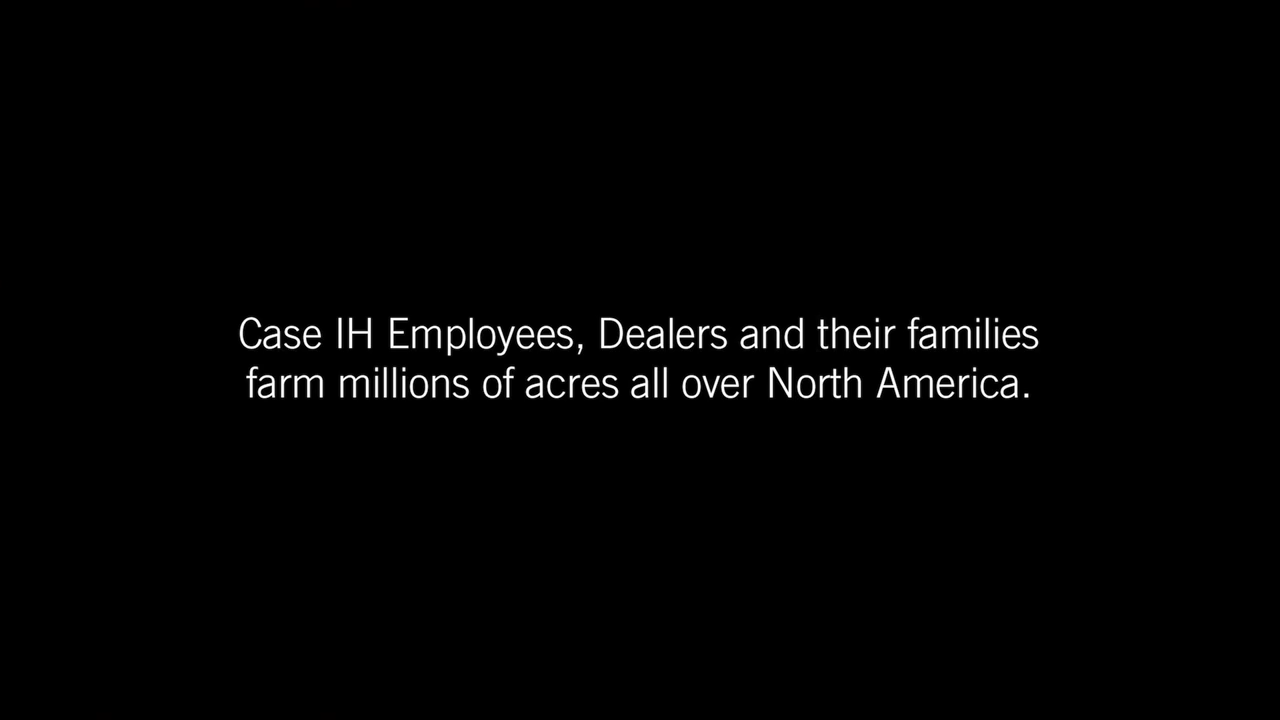 Case IH Employees, Dealers and their families
farm millions of acres all over North America.